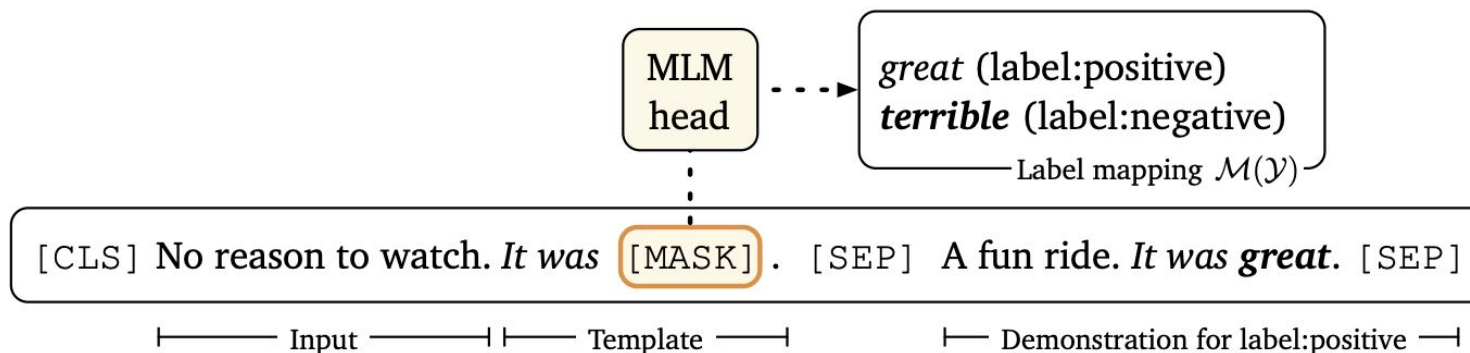 MLM
head
great (label:positive)
terrible (label:negative)
Label mapping M(Y)
[CLS] No reason to watch. It was [MASK] . [SEP] A fun ride. It was great. [SEP]
Input
Template
Demonstration for label:positive